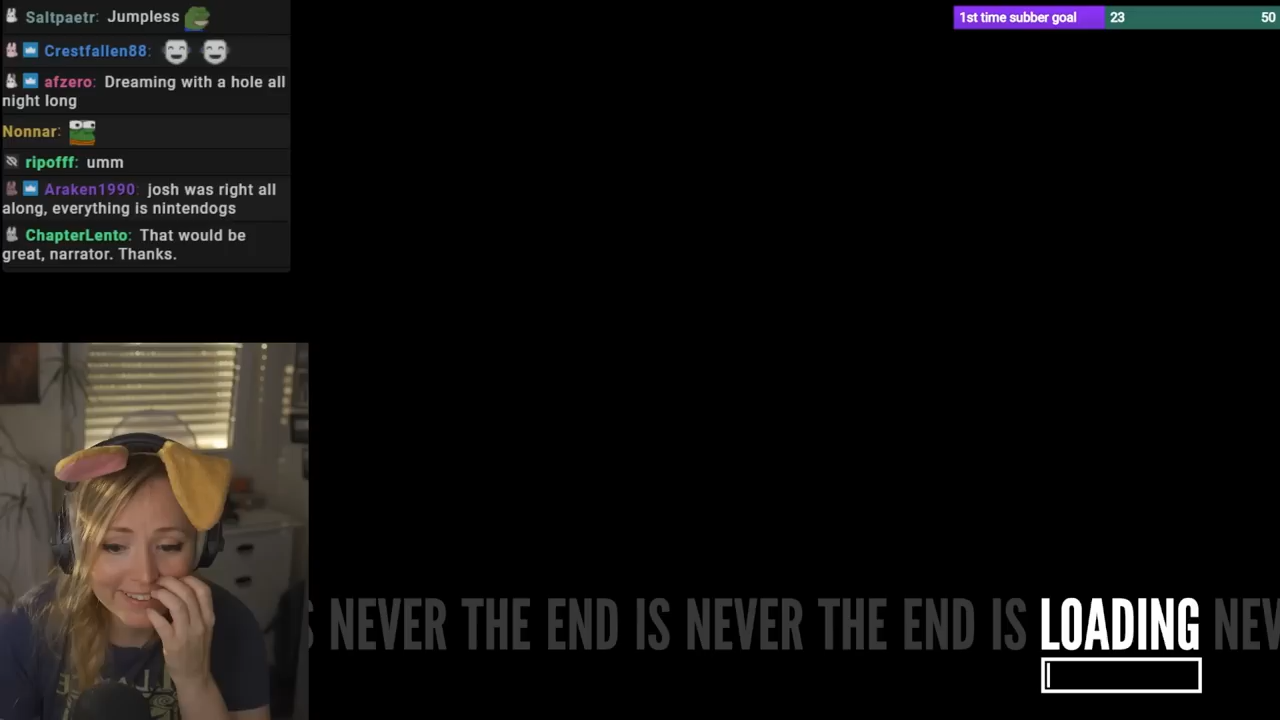 Saltpaetr: Jumpless
1st time subber goal 23 50
Crestfallen88:
afzero: Dreaming with a hole all
night long
Nonnar:
ripofff: umm
Araken1990: josh was right all
along, everything is nintendogs
ChapterLento: That would be
great, narrator. Thanks.
S NEVER THE END IS NEVER THE END IS LOADING NEV